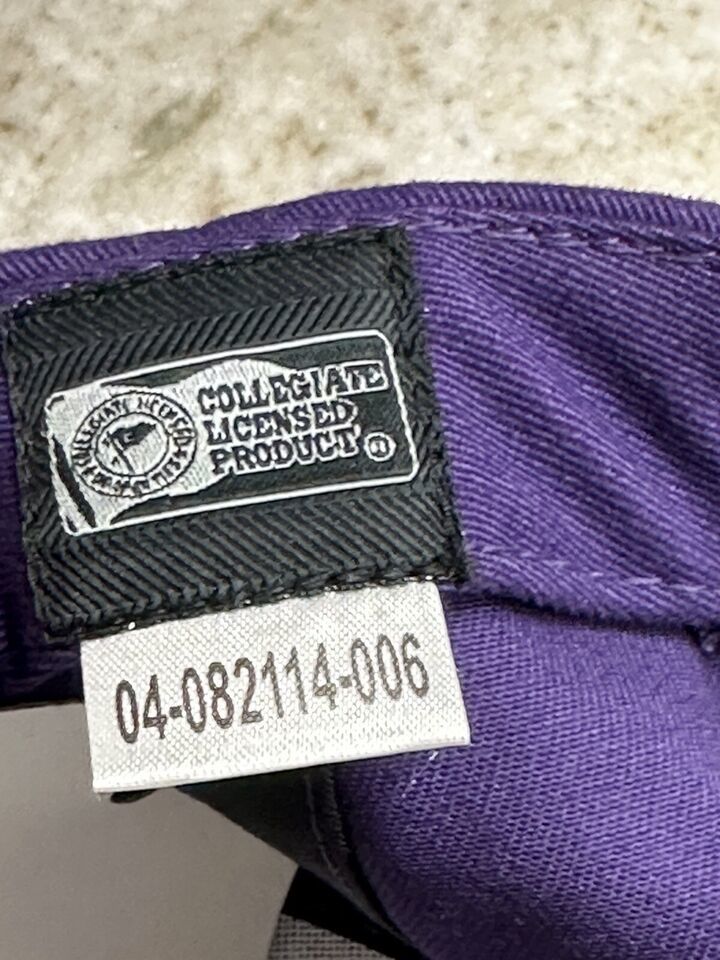 COLLEGIATE
LICENSED
PRODUCT ®
04-082114-006